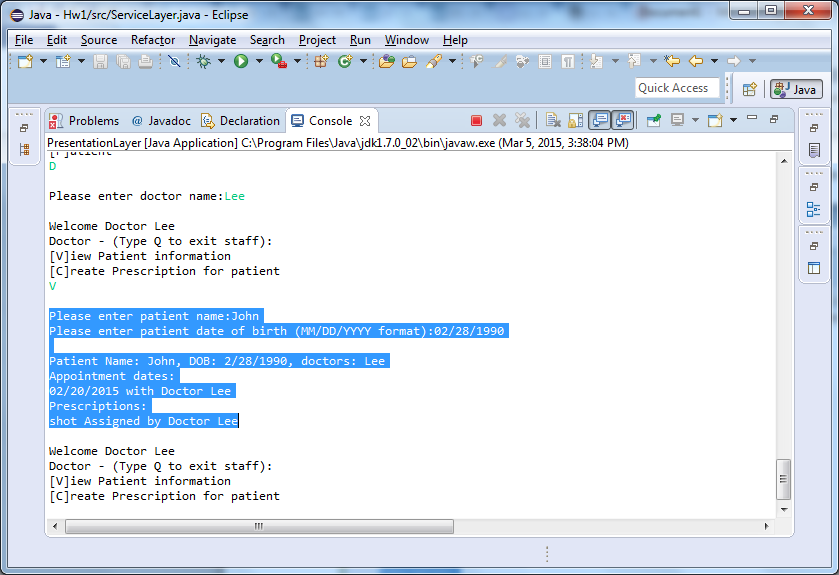 Java - Hw1/src/ServiceLayer.java - Eclipse
File Edit Source Refactor Navigate Search Project Run Window Help
Quick Access Java
Problems @ Javadoc Declaration Console
PresentationLayer [Java Application] C:\Program Files\Java\jdk1.7.0_02\bin\javaw.exe (Mar 5, 2015, 3:38:04 PM)
[P]atient
D
Please enter doctor name:Lee
Welcome Doctor Lee
Doctor - (Type Q to exit staff):
[V]iew Patient information
[C]reate Prescription for patient
V
Please enter patient name:John
Please enter patient date of birth (MM/DD/YYYY format):02/28/1990
Patient Name: John, DOB: 2/28/1990, doctors: Lee
Appointment dates:
02/20/2015 with Doctor Lee
Prescriptions:
shot Assigned by Doctor Lee
Welcome Doctor Lee
Doctor - (Type Q to exit staff):
[V]iew Patient information
[C]reate Prescription for patient